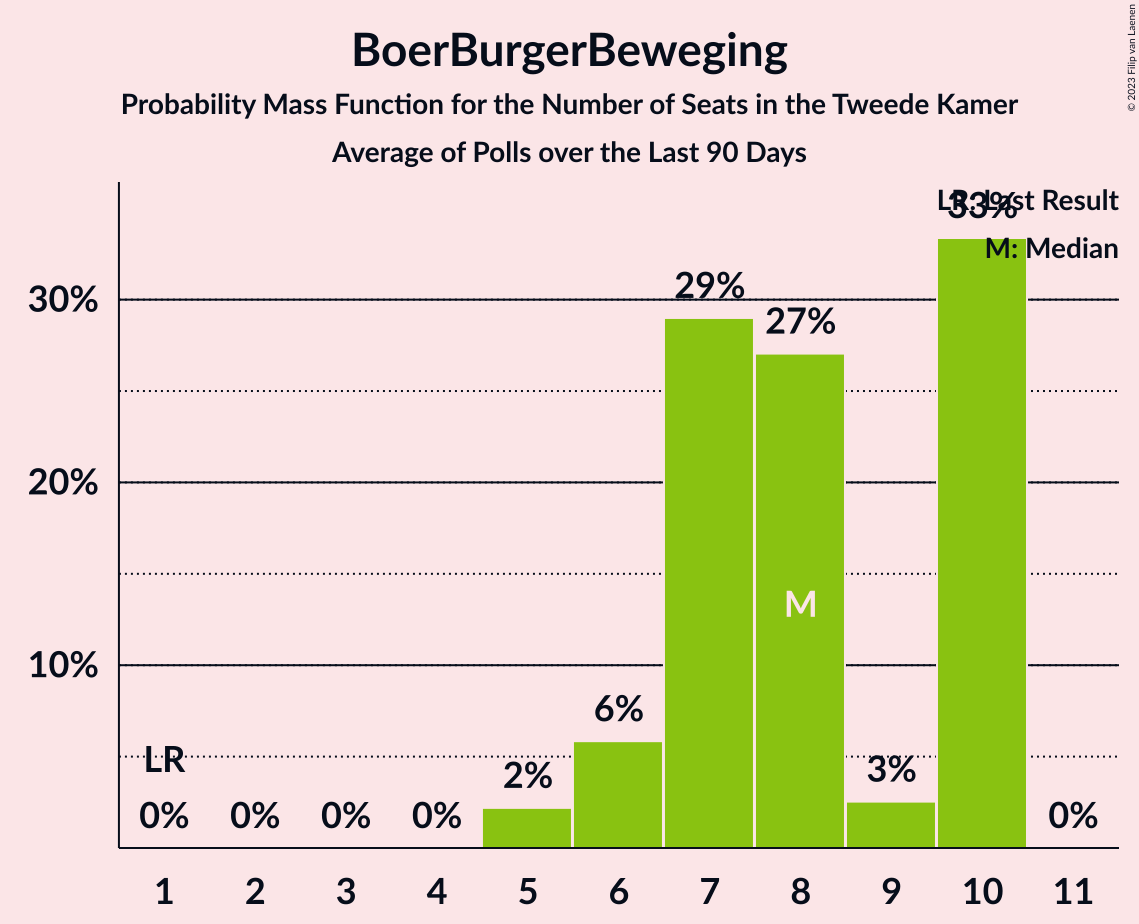 BoerBurgerBeweging
Probability Mass Function for the Number of Seats in the Tweede Kamer
Average of Polls over the Last 90 Days
© 2023 Filip van Laenen
LR: Last Result
M: Median
33%
30%
29%
27%
20%
M
10%
6%
LR
2%
3%
0%
0%
0%
0%
0%
1 2 3 4 5 6 7 8 9 10 11